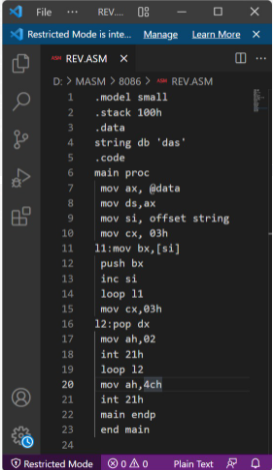 File ... REV....
Restricted Mode is inte... Manage Learn More
REV.ASM
D: > MASM > 8086 > REV.ASM
1 .model small
2 .stack 100h
3 .data
4 string db 'das'
5 .code
6 main proc
7 mov ax, @data
8 mov ds,ax
9 mov si, offset string
10 mov cx, 03h
11 l1:mov bx,[si]
12 push bx
13 inc si
14 loop l1
15 mov cx,03h
16 l2:pop dx
17 mov ah,02
18 int 21h
19 loop l2
20 mov ah,4ch
21 int 21h
22 main endp
23 end main
24
Restricted Mode 0 0 Plain Text